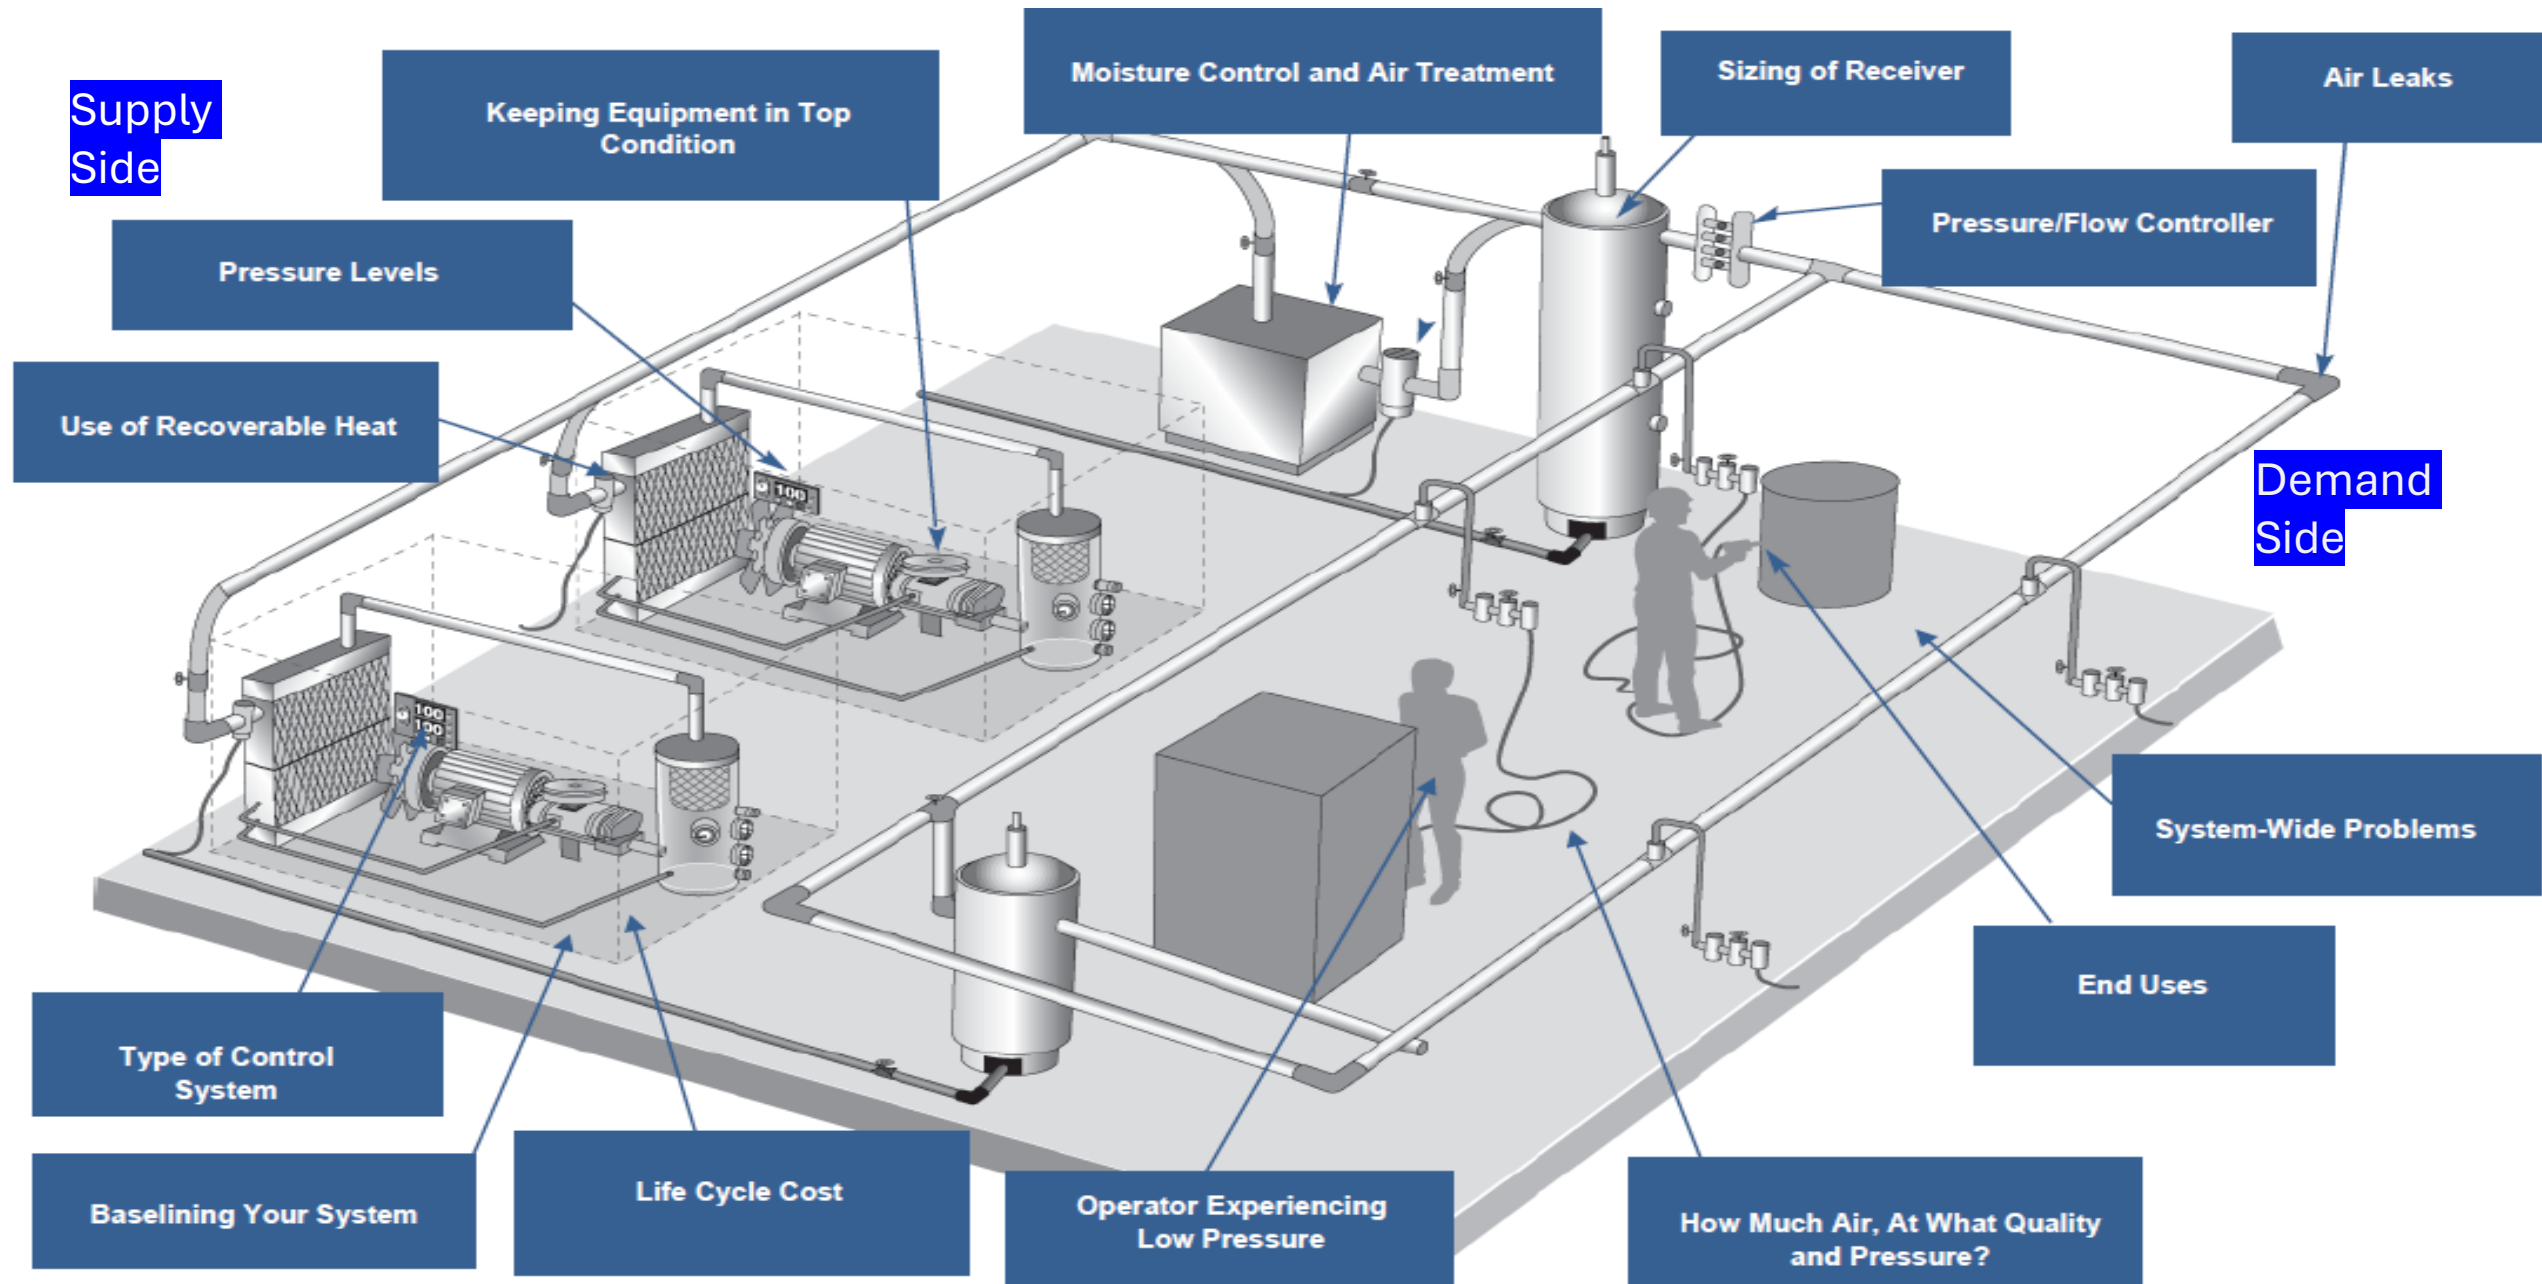 Supply
Side
Keeping Equipment in Top
Condition
Moisture Control and Air Treatment
Sizing of Receiver
Air Leaks
Pressure Levels
Pressure/Flow Controller
Use of Recoverable Heat
100
Demand
Side
100
100
System-Wide Problems
End Uses
Type of Control
System
Baselining Your System
Life Cycle Cost
Operator Experiencing
Low Pressure
How Much Air, At What Quality
and Pressure?